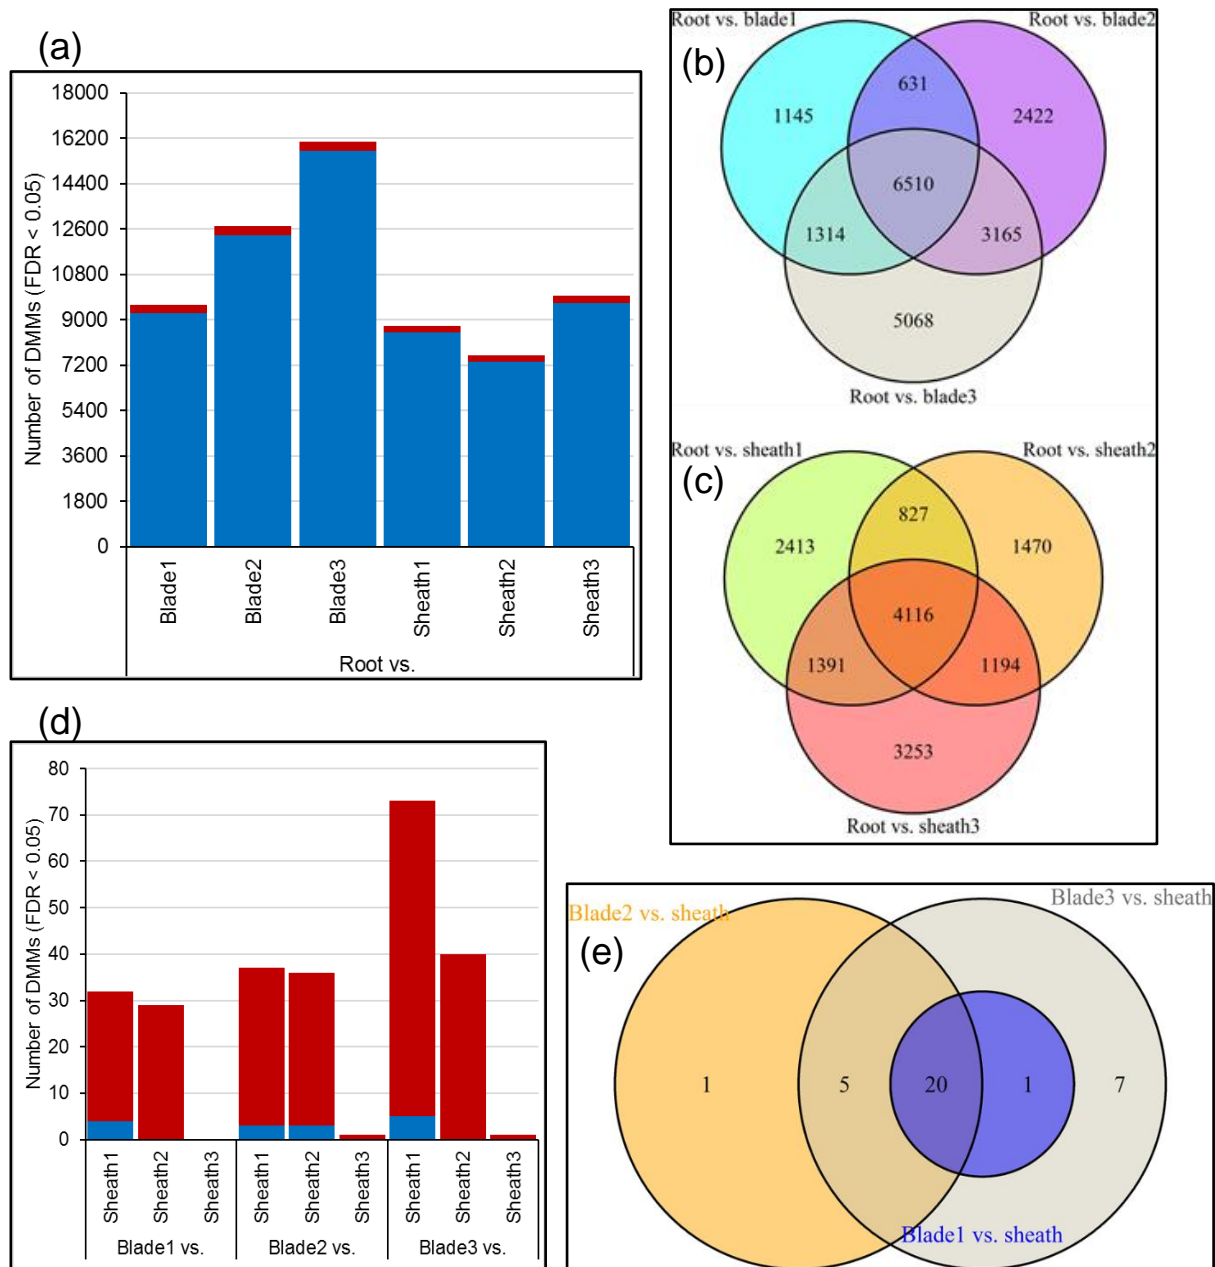 (a)
Number of DMMs (FDR < 0.05)
18000
16200
14400
12600
10800
9000
7200
5400
3600
1800
0
Blade1
Blade2
Blade3
Sheath1
Sheath2
Sheath3
Root vs.
(b)
Root vs. blade1
Root vs. blade2
631
1145
2422
6510
1314
3165
5068
Root vs. blade3
(c)
Root vs. sheath1
Root vs. sheath2
827
2413
1470
4116
1391
1194
3253
Root vs. sheath3
(d)
Number of DMMs (FDR < 0.05)
80
70
60
50
40
30
20
10
0
Sheath1
Sheath2
Sheath3
Sheath1
Sheath2
Sheath3
Sheath1
Sheath2
Sheath3
Blade1 vs.
Blade2 vs.
Blade3 vs.
(e)
Blade2 vs. sheath
Blade3 vs. sheath
1
5
20
1
7
Blade1 vs. sheath